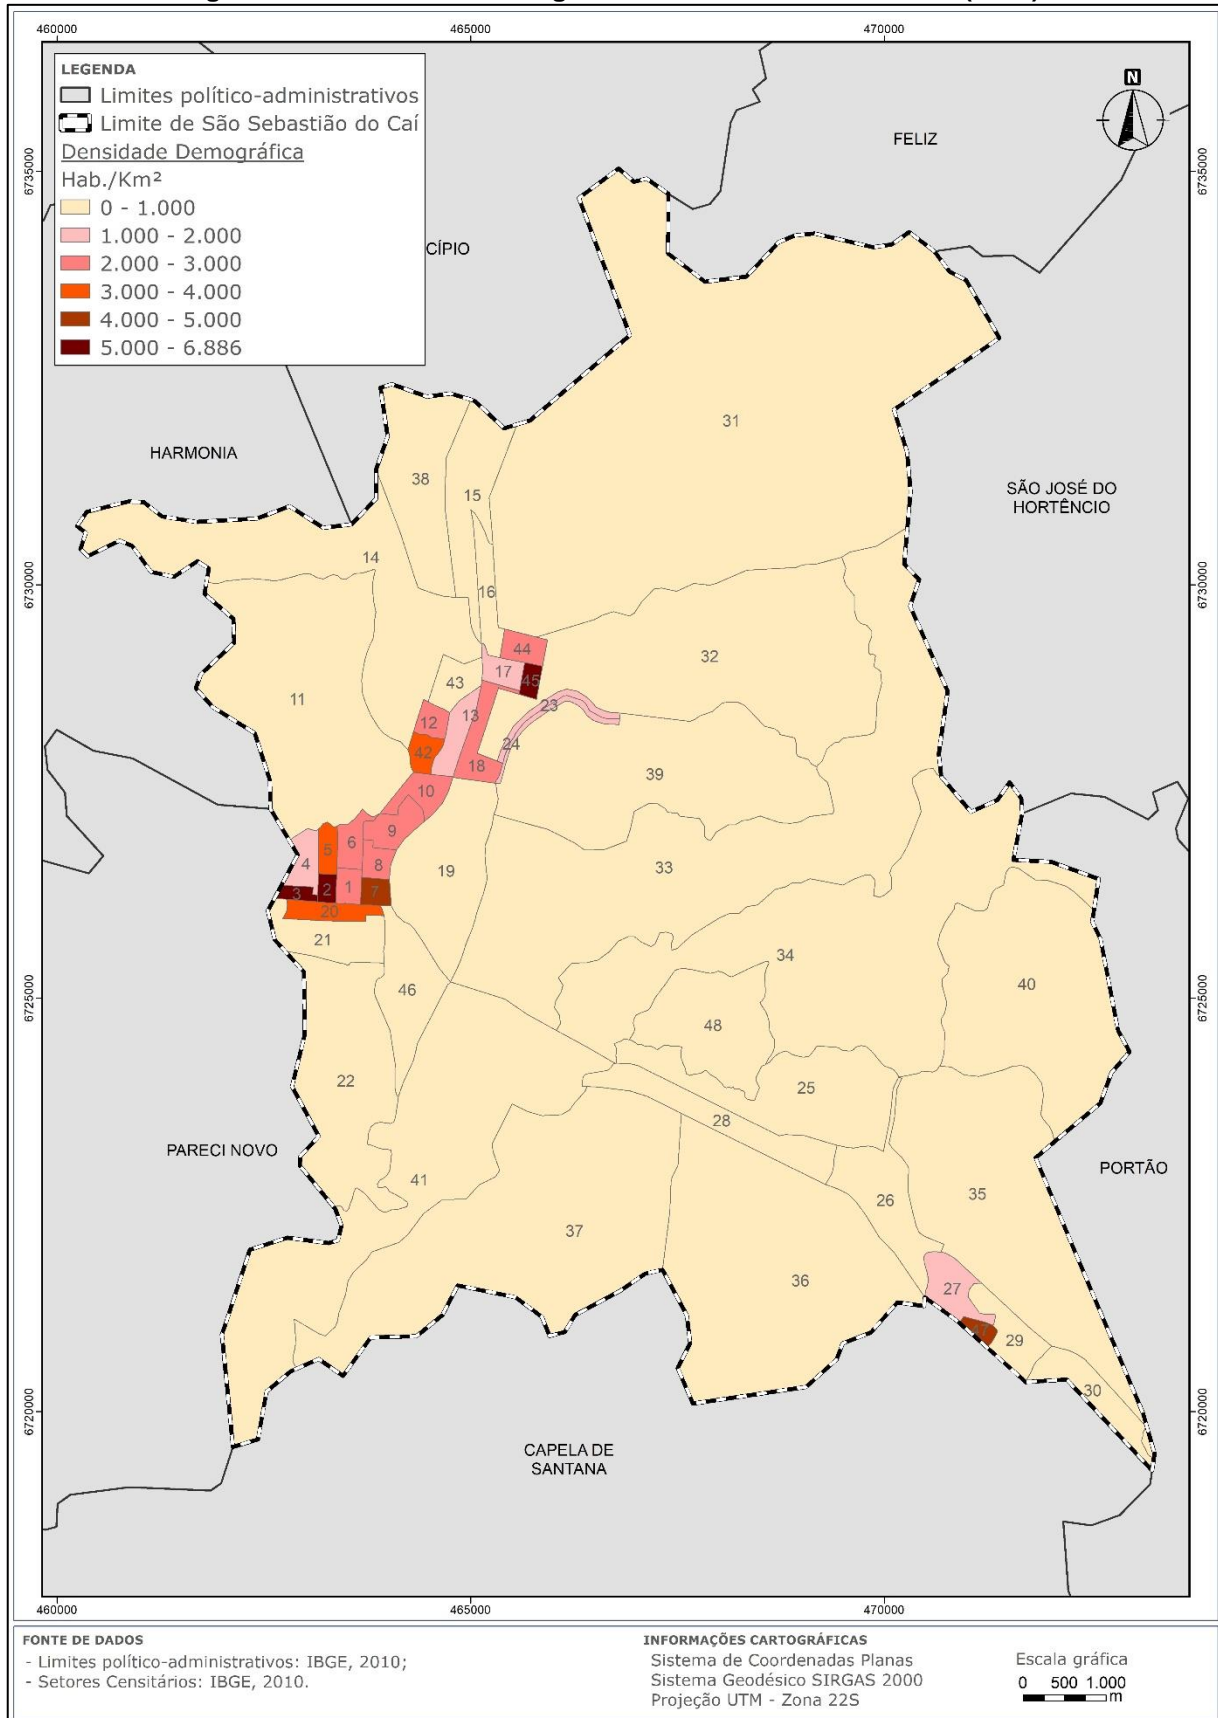 460000
465000
470000
LEGENDA
Limites político-administrativos
Limite de São Sebastião do Caí
Densidade Demográfica
Hab./Km²
0 - 1.000
1.000 - 2.000
2.000 - 3.000
3.000 - 4.000
4.000 - 5.000
5.000 - 6.886
N
FELIZ
6735000
6735000
CÍPIO
31
HARMONIA
38
15
SÃO JOSÉ DO
HORTÊNCIO
14
6730000
6730000
16
44
32
17
45
43
11
23
13
12
24
42
18
39
10
9
6
5
4
8
33
19
3
2
1
7
20
21
34
46
40
6725000
6725000
48
22
25
28
PARECI NOVO
41
PORTÃO
35
26
37
36
27
47
29
30
6720000
6720000
CAPELA DE
SANTANA
460000
465000
470000
FONTE DE DADOS
- Limites político-administrativos: IBGE, 2010;
- Setores Censitários: IBGE, 2010.
INFORMAÇÕES CARTOGRÁFICAS
Sistema de Coordenadas Planas
Sistema Geodésico SIRGAS 2000
Projeção UTM - Zona 22S
Escala gráfica
0 500 1.000
m